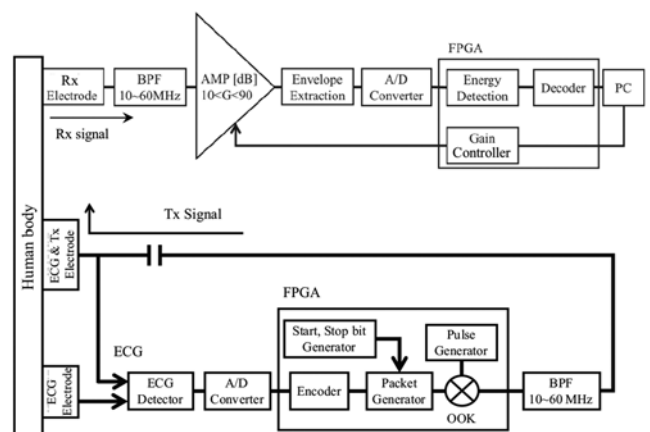 FPGA
Rx
Electrode
BPF
10~60MHz
AMP [dB]
10<G<90
Envelope
Extraction
A/D
Converter
Energy
Detection
Decoder
PC
Rx signal
Gain
Controller
Human body
Tx Signal
ECG & Tx
Electrode
FPGA
Start, Stop bit
Generator
Pulse
Generator
ECG
ECG
Electrode
ECG
Detector
A/D
Converter
Encoder
Packet
Generator
OOK
BPF
10~60 MHz